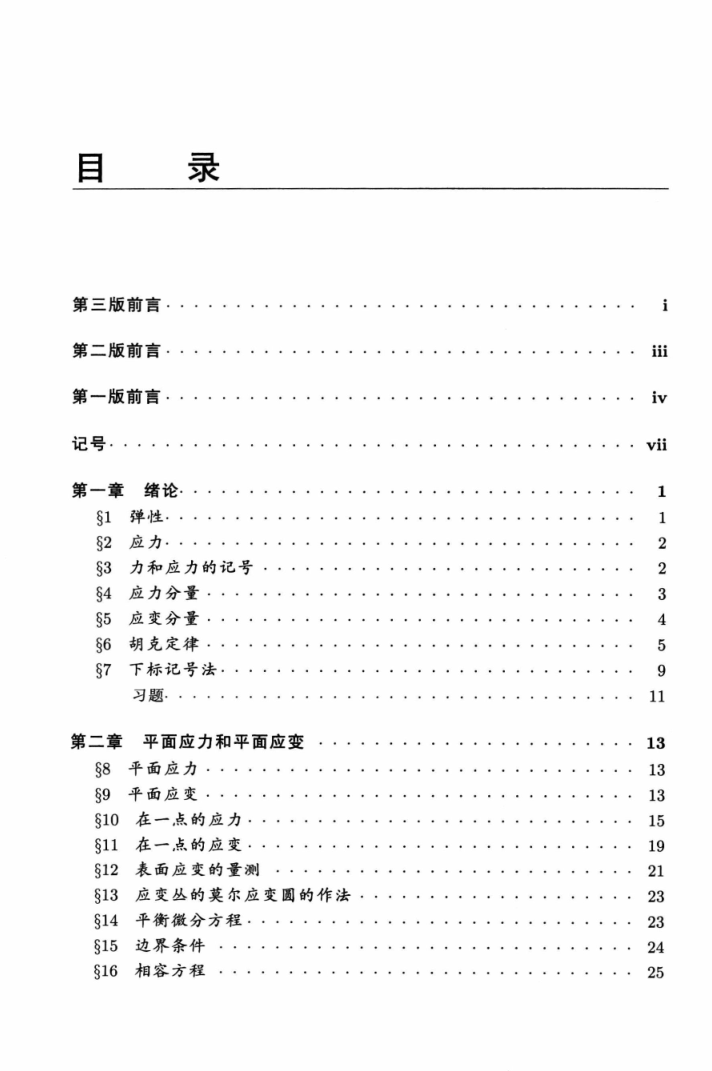 目 录
第三版前言 · · · · · · · · · · · · · · · · · · · · · · · · · · · · · · · · · · i
第二版前言 · · · · · · · · · · · · · · · · · · · · · · · · · · · · · · · · · · iii
第一版前言 · · · · · · · · · · · · · · · · · · · · · · · · · · · · · · · · · · iv
记号 · · · · · · · · · · · · · · · · · · · · · · · · · · · · · · · · · · · · · · vii
第一章 绪论 · · · · · · · · · · · · · · · · · · · · · · · · · · · · · · · · · 1
§1 弹性 · · · · · · · · · · · · · · · · · · · · · · · · · · · · · · · · · · 1
§2 应力 · · · · · · · · · · · · · · · · · · · · · · · · · · · · · · · · · · 2
§3 力和应力的记号 · · · · · · · · · · · · · · · · · · · · · · · · · · · 2
§4 应力分量 · · · · · · · · · · · · · · · · · · · · · · · · · · · · · · · 3
§5 应变分量 · · · · · · · · · · · · · · · · · · · · · · · · · · · · · · · 4
§6 胡克定律 · · · · · · · · · · · · · · · · · · · · · · · · · · · · · · · 5
§7 下标记号法 · · · · · · · · · · · · · · · · · · · · · · · · · · · · · · 9
习题 · · · · · · · · · · · · · · · · · · · · · · · · · · · · · · · · · · 11
第二章 平面应力和平面应变 · · · · · · · · · · · · · · · · · · · · · · · 13
§8 平面应力 · · · · · · · · · · · · · · · · · · · · · · · · · · · · · · · 13
§9 平面应变 · · · · · · · · · · · · · · · · · · · · · · · · · · · · · · · 13
§10 在一点的应力 · · · · · · · · · · · · · · · · · · · · · · · · · · · · 15
§11 在一点的应变 · · · · · · · · · · · · · · · · · · · · · · · · · · · · 19
§12 表面应变的量测 · · · · · · · · · · · · · · · · · · · · · · · · · · 21
§13 应变丛的莫尔应变圆的作法 · · · · · · · · · · · · · · · · · · · · 23
§14 平衡微分方程 · · · · · · · · · · · · · · · · · · · · · · · · · · · · 23
§15 边界条件 · · · · · · · · · · · · · · · · · · · · · · · · · · · · · · 24
§16 相容方程 · · · · · · · · · · · · · · · · · · · · · · · · · · · · · · 25